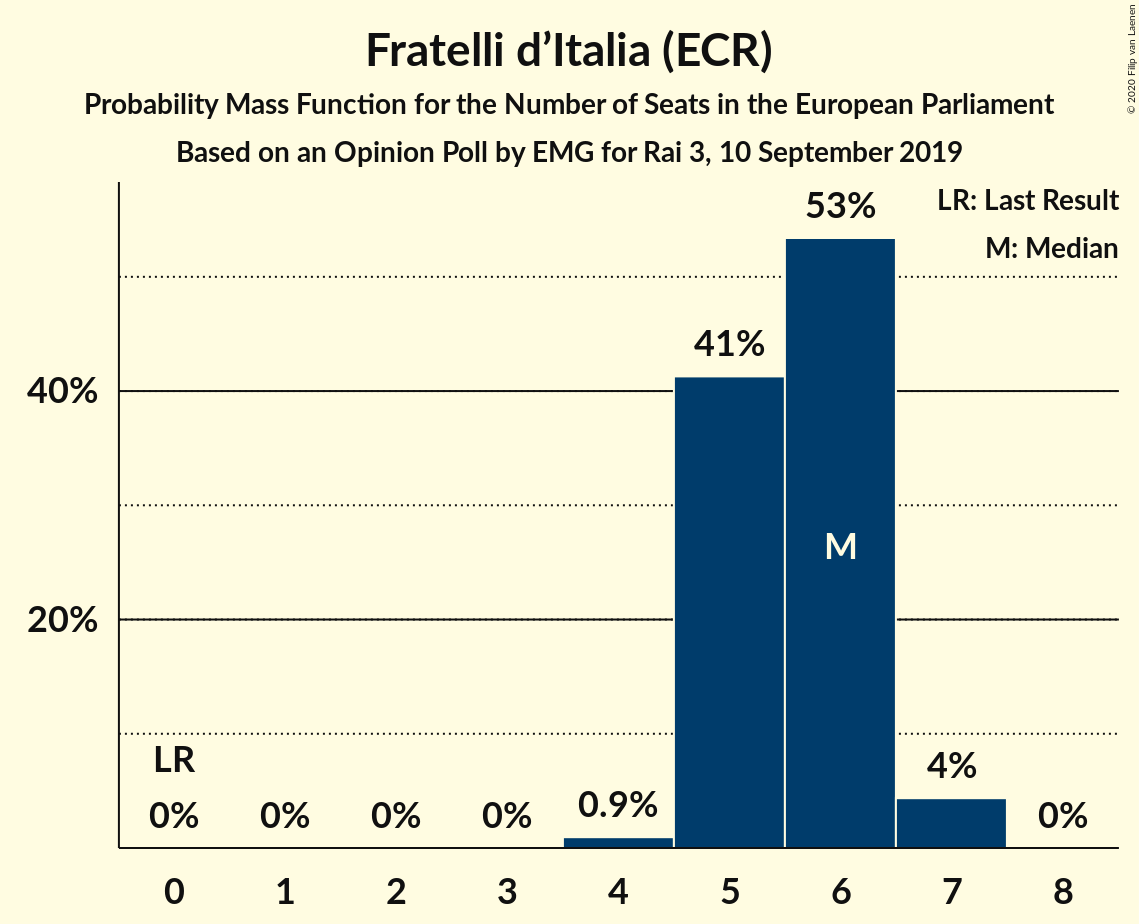 Fratelli d’Italia (ECR)
Probability Mass Function for the Number of Seats in the European Parliament
Based on an Opinion Poll by EMG for Rai 3, 10 September 2019
© 2020 Filip van Laenen
LR: Last Result
M: Median
53%
41%
40%
M
20%
LR
0%
0%
0%
0%
0.9%
4%
0%
0 1 2 3 4 5 6 7 8